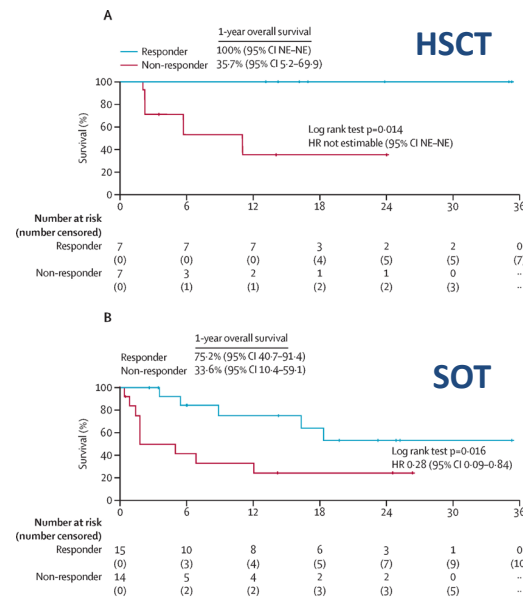 A
HSCT
1-year overall survival
Responder 100% (95% CI NE–NE)
Non-responder 35·7% (95% CI 5·2–69·9)
100
80
60
40
20
0
Survival (%)
Log rank test p=0·014
HR not estimable (95% CI NE–NE)
0 6 12 18 24 30 36
Number at risk
(number censored)
Responder 7 7 7 3 2 2 0
(0) (0) (0) (4) (5) (5) (7
Non-responder 7 3 2 1 1 0 ··
(0) (1) (1) (2) (2) (3) ··
B
SOT
1-year overall survival
Responder 75·2% (95% CI 40·7–91·4)
Non-responder 33·6% (95% CI 10·4–59·1)
100
80
60
40
20
0
Survival (%)
Log rank test p=0·016
HR 0·28 (95% CI 0·09–0·84)
0 6 12 18 24 30 36
Number at risk
(number censored)
Responder 15 10 8 6 3 1 0
(0) (3) (4) (5) (7) (9) (10
Non-responder 14 5 4 2 2 0 ··
(0) (2) (2) (3) (3) (5) ··